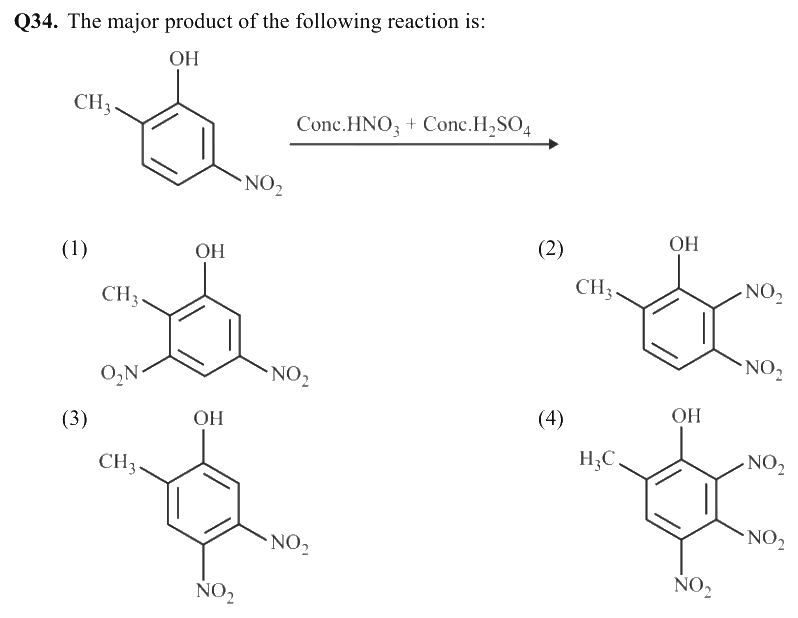 Q34. The major product of the following reaction is:
OH
CH₃
Conc.HNO₃ + Conc.H₂SO₄
NO₂
(1)
OH
CH₃
O₂N
NO₂
(2)
OH
CH₃
NO₂
NO₂
(3)
OH
CH₃
NO₂
NO₂
(4)
OH
H₃C
NO₂
NO₂
NO₂